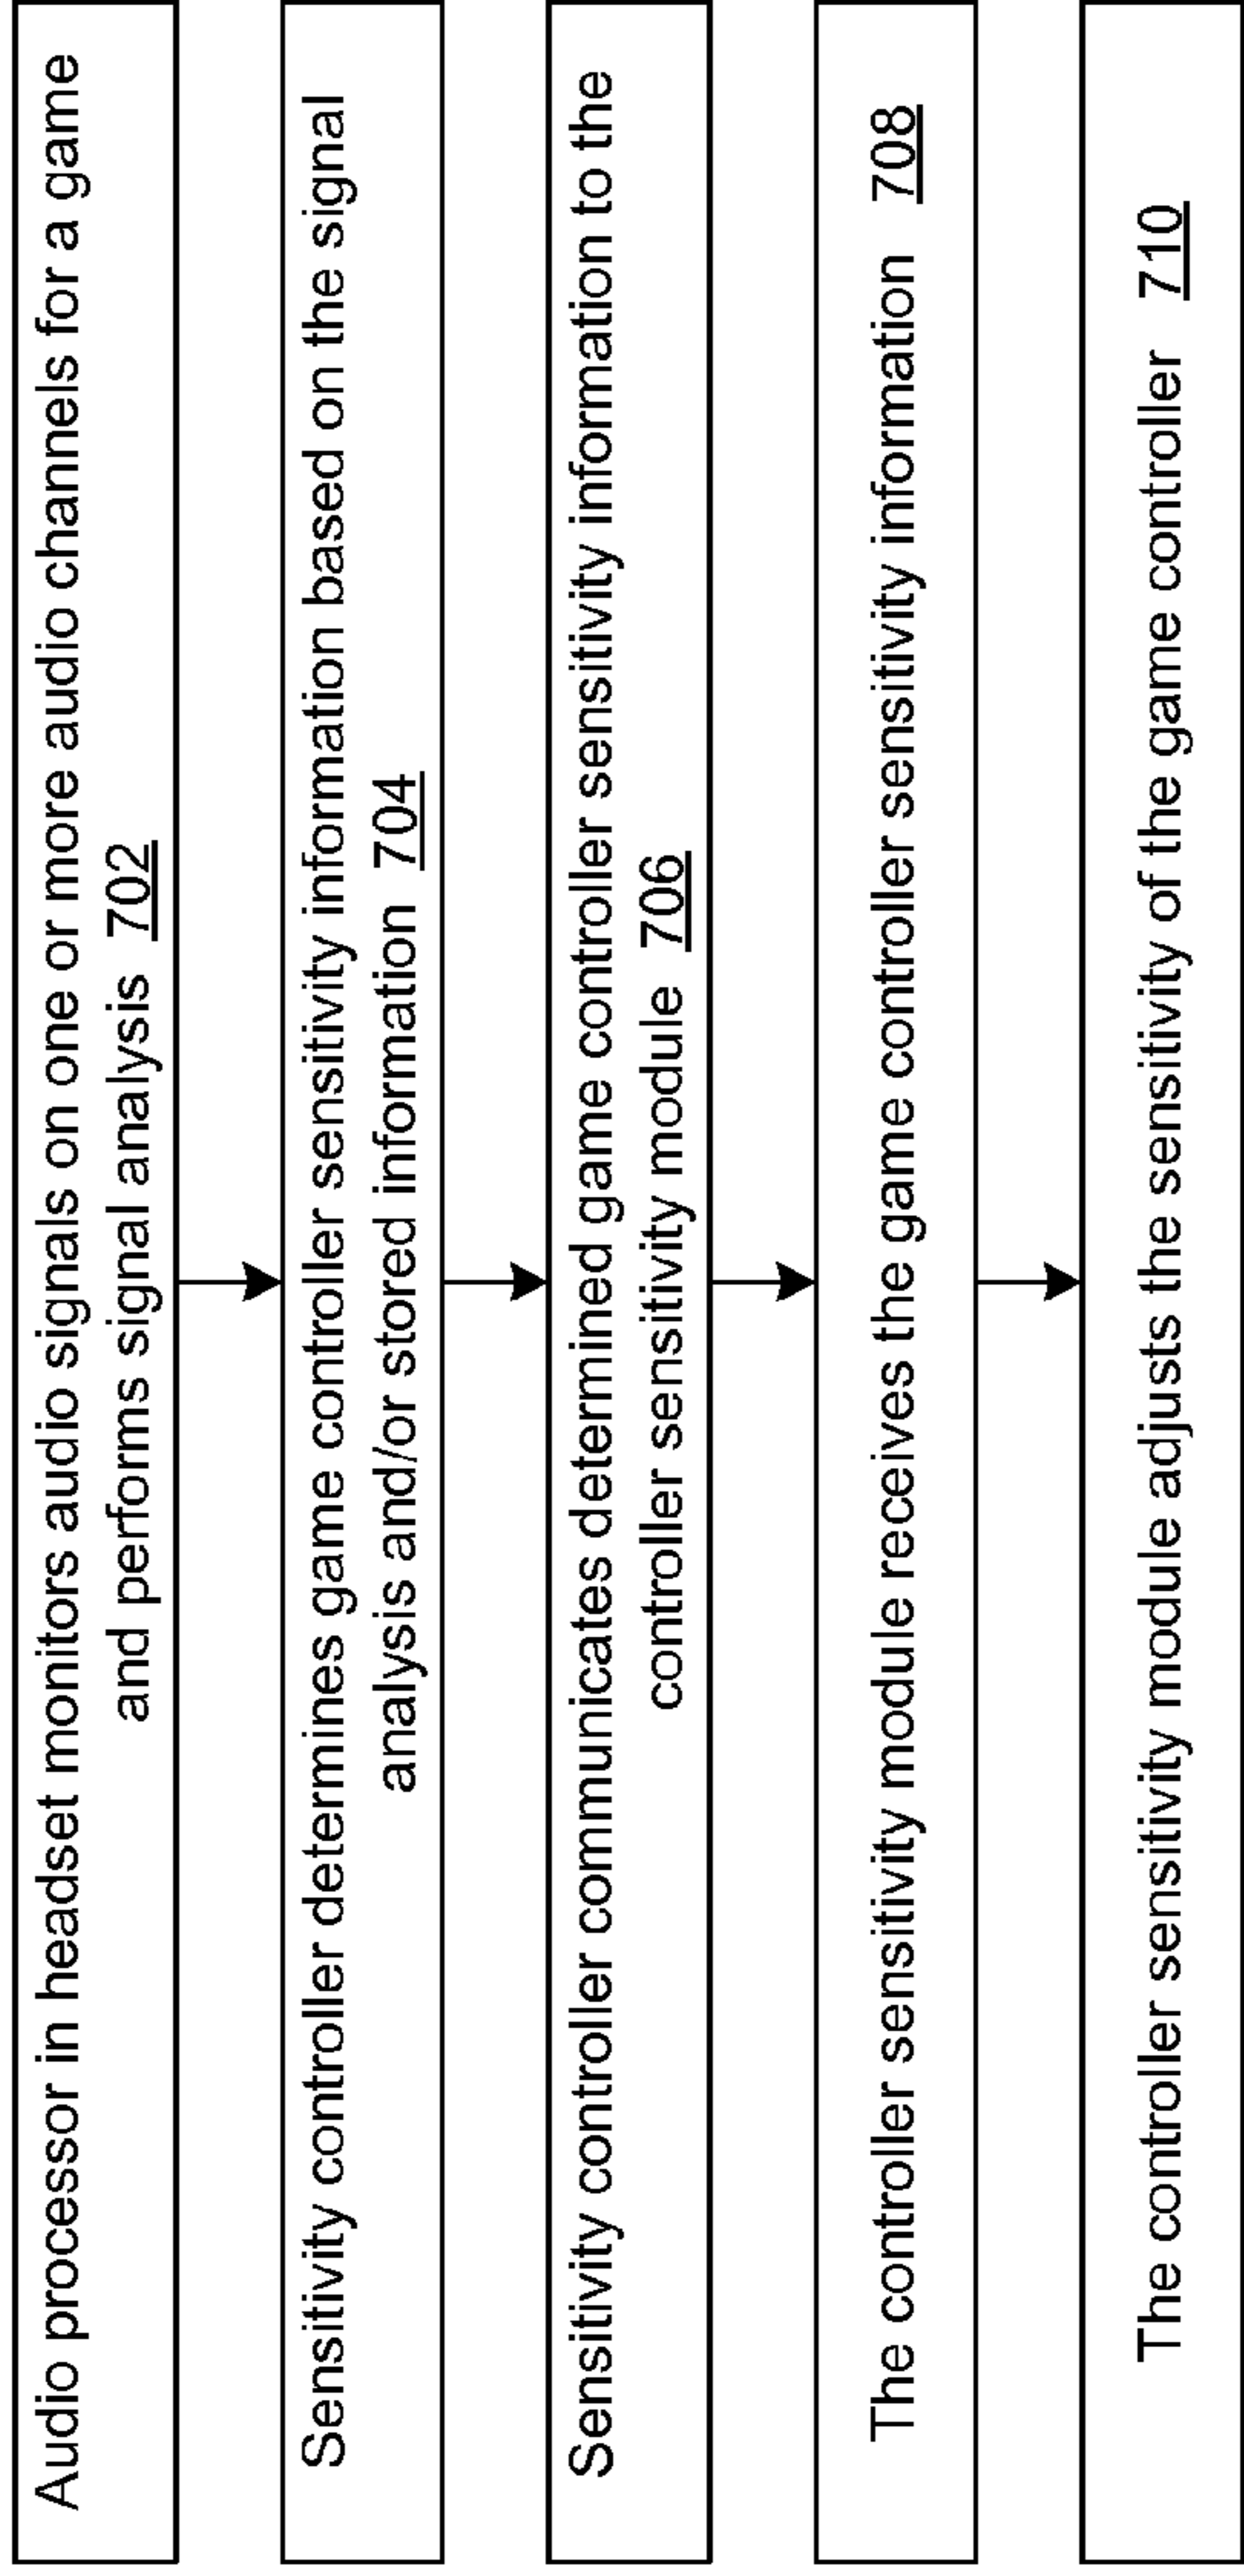 Audio processor in headset monitors audio signals on one or more audio channels for a game
and performs signal analysis 702
Sensitivity controller determines game controller sensitivity information based on the signal
analysis and/or stored information 704
Sensitivity controller communicates determined game controller sensitivity information to the
controller sensitivity module 706
The controller sensitivity module receives the game controller sensitivity information 708
The controller sensitivity module adjusts the sensitivity of the game controller 710